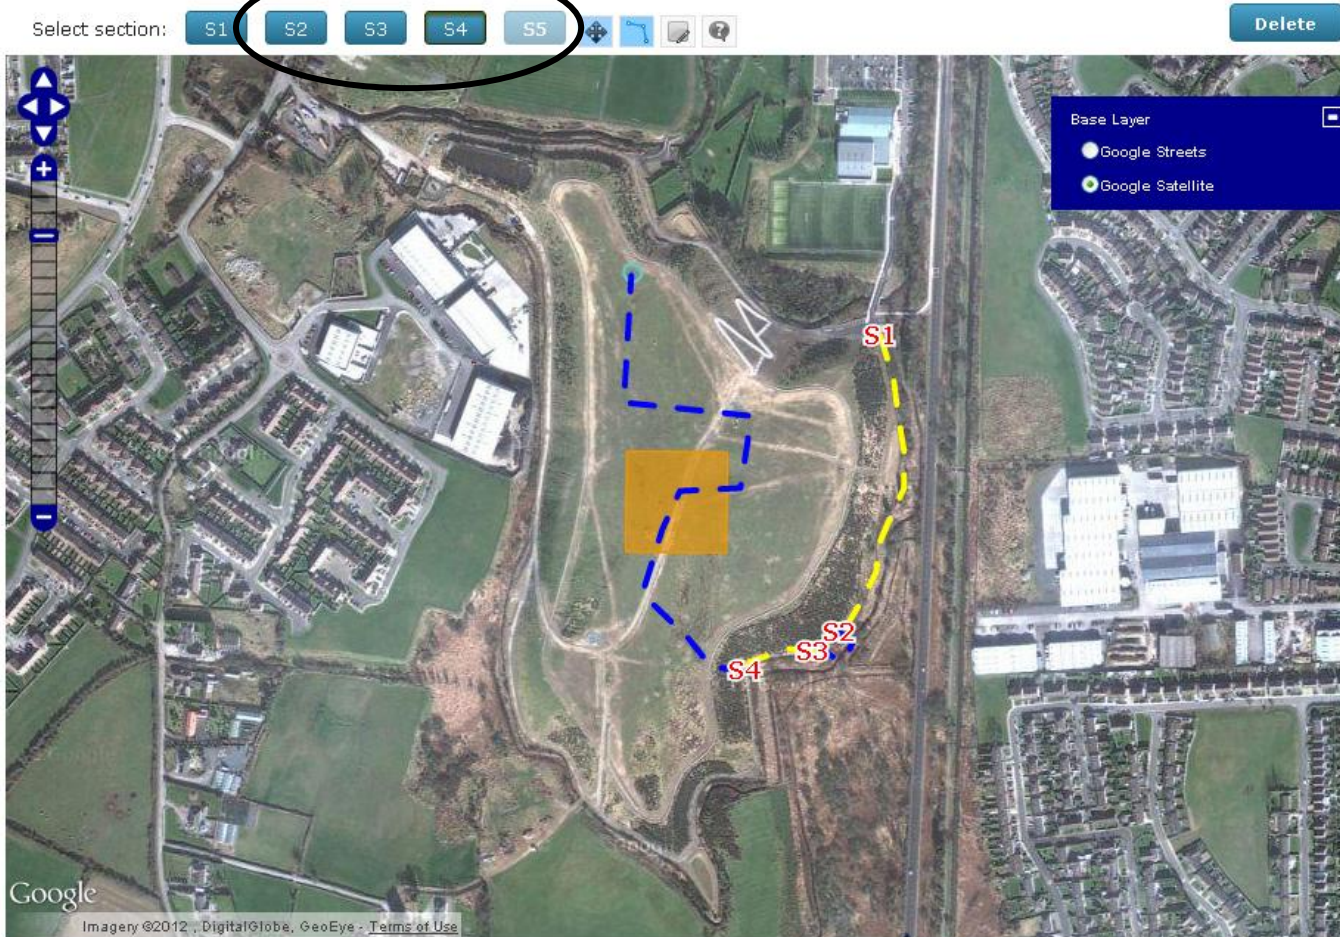 Select section: S1 S2 S3 S4 S5 ? Delete
Base Layer
Google Streets
Google Satellite
S1
S2
S3
S4
Google
Imagery ©2012 , DigitalGlobe, GeoEye - Terms of Use